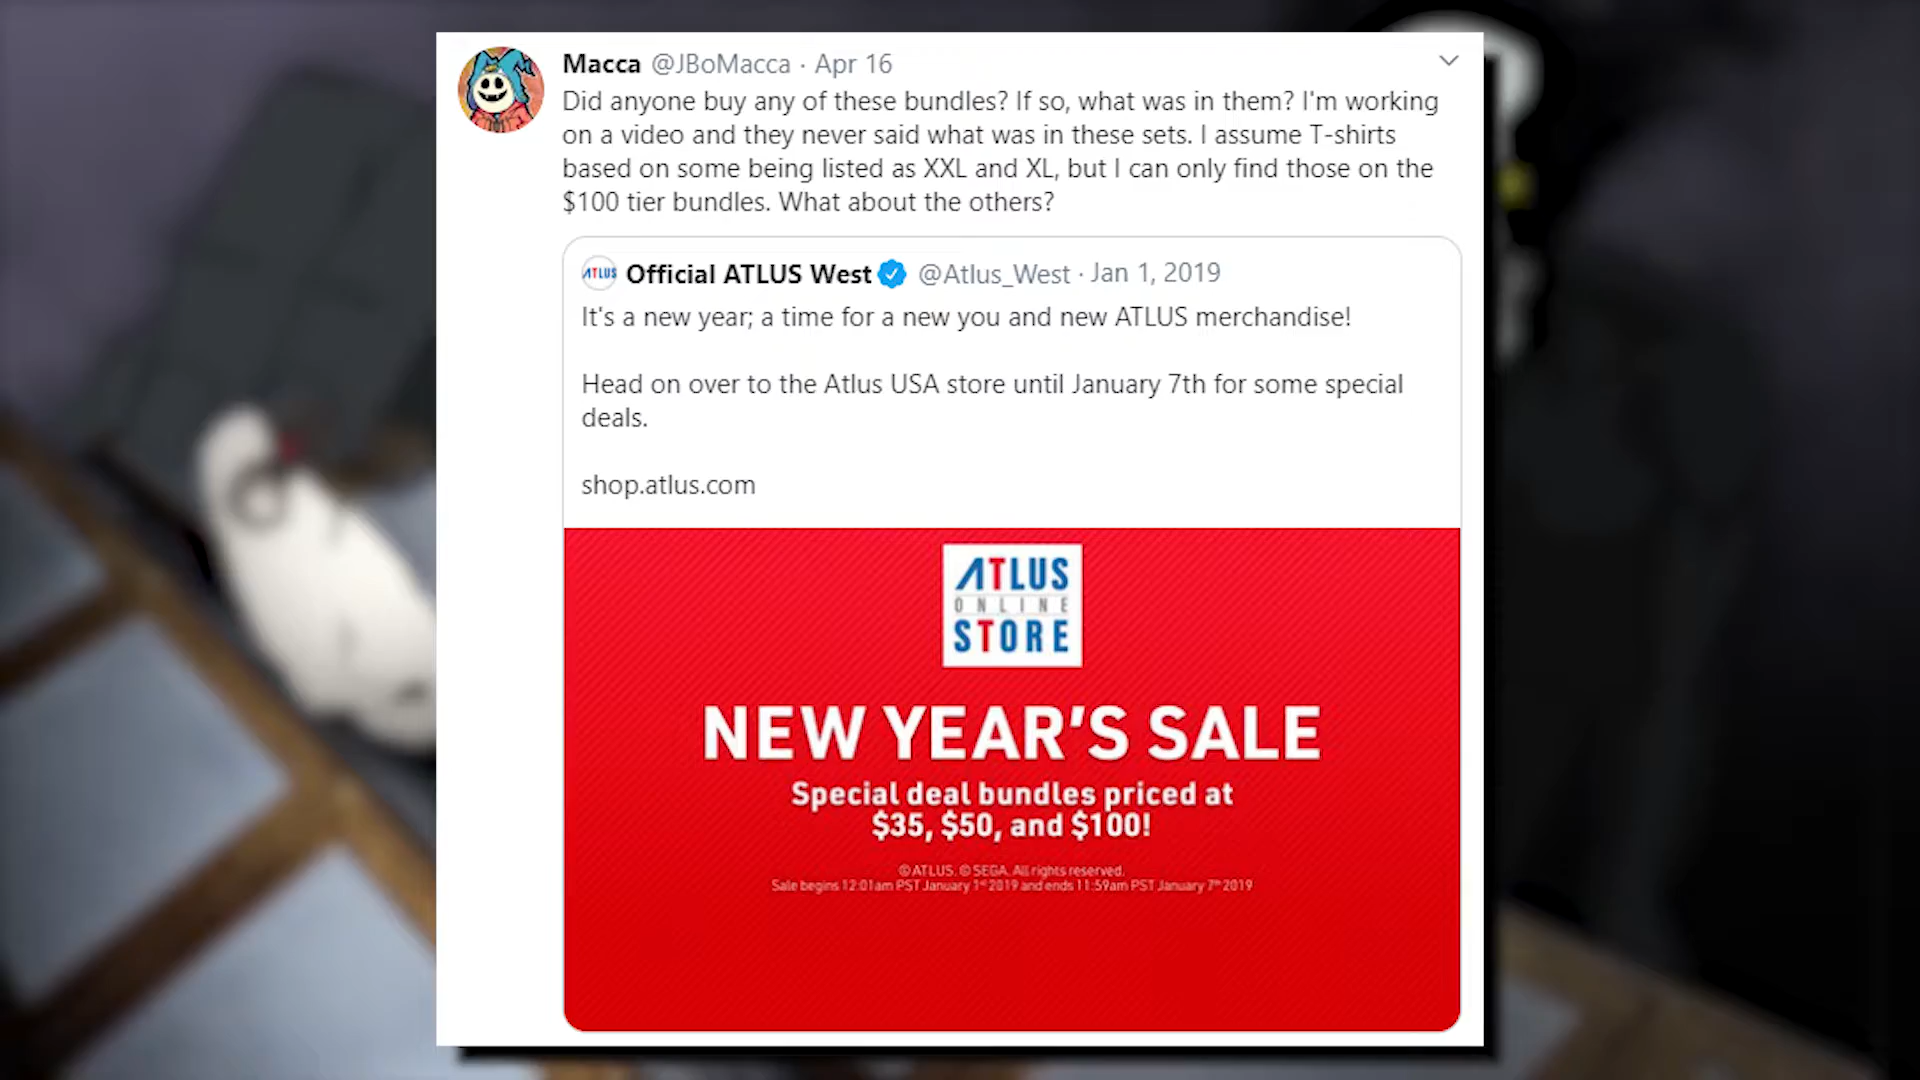 Macca @JBoMacca · Apr 16
Did anyone buy any of these bundles? If so, what was in them? I'm working
on a video and they never said what was in these sets. I assume T-shirts
based on some being listed as XXL and XL, but I can only find those on the
$100 tier bundles. What about the others?
ATLUS Official ATLUS West @Atlus_West · Jan 1, 2019
It's a new year; a time for a new you and new ATLUS merchandise!
Head on over to the Atlus USA store until January 7th for some special
deals.
shop.atlus.com
ATLUS
ONLINE
STORE
NEW YEAR'S SALE
Special deal bundles priced at
$35, $50, and $100!
©ATLUS. © SEGA. All rights reserved.
Sale begins 12:01am PST January 1st 2019 and ends 11:59am PST January 7th 2019